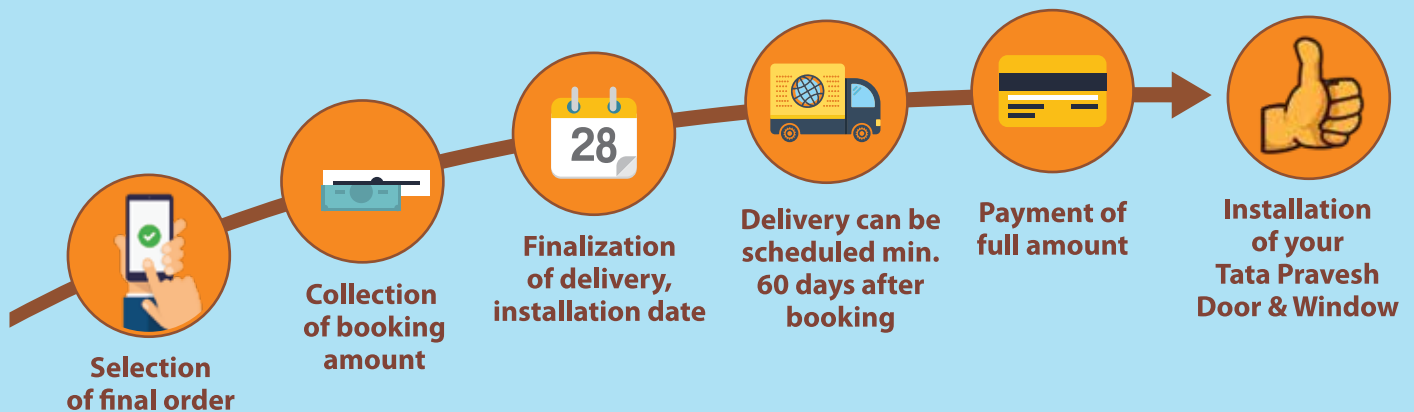 Selection
of final order
Collection
of booking
amount
28
Finalization
of delivery,
installation date
Delivery can be
scheduled min.
60 days after
booking
Payment of
full amount
Installation
of your
Tata Pravesh
Door & Window